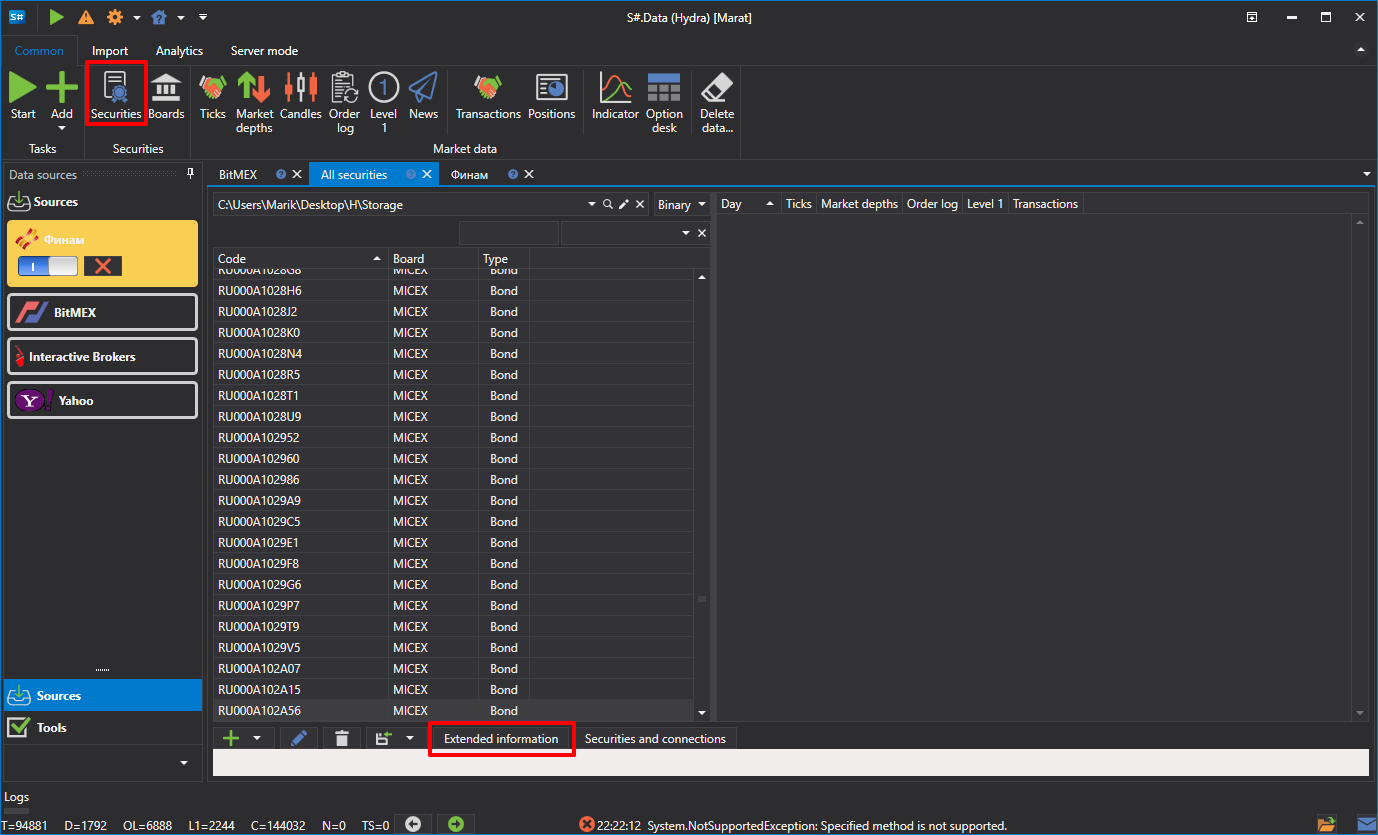 S# S#.Data (Hydra) [Marat]
Common Import Analytics Server mode
Start Add Securities Boards Ticks Market depths Candles Order log Level 1 News Transactions Positions Indicator Option desk Delete data...
Tasks Securities Market data
Data sources
Sources
Финам
BitMEX
Interactive Brokers
Yahoo
Sources
Tools
BitMEX All securities Финам
C:\Users\Marik\Desktop\H\Storage Binary
Day Ticks Market depths Order log Level 1 Transactions
Code Board Type
RU000A1028G8 MICEX Bond
RU000A1028H6 MICEX Bond
RU000A1028J2 MICEX Bond
RU000A1028K0 MICEX Bond
RU000A1028N4 MICEX Bond
RU000A1028R5 MICEX Bond
RU000A1028T1 MICEX Bond
RU000A1028U9 MICEX Bond
RU000A102952 MICEX Bond
RU000A102960 MICEX Bond
RU000A102986 MICEX Bond
RU000A1029A9 MICEX Bond
RU000A1029C5 MICEX Bond
RU000A1029E1 MICEX Bond
RU000A1029F8 MICEX Bond
RU000A1029G6 MICEX Bond
RU000A1029P7 MICEX Bond
RU000A1029T9 MICEX Bond
RU000A1029V5 MICEX Bond
RU000A102A07 MICEX Bond
RU000A102A15 MICEX Bond
RU000A102A56 MICEX Bond
Extended information Securities and connections
Logs
T=94881 D=1792 OL=6888 L1=2244 C=144032 N=0 TS=0 22:22:12 System.NotSupportedException: Specified method is not supported.